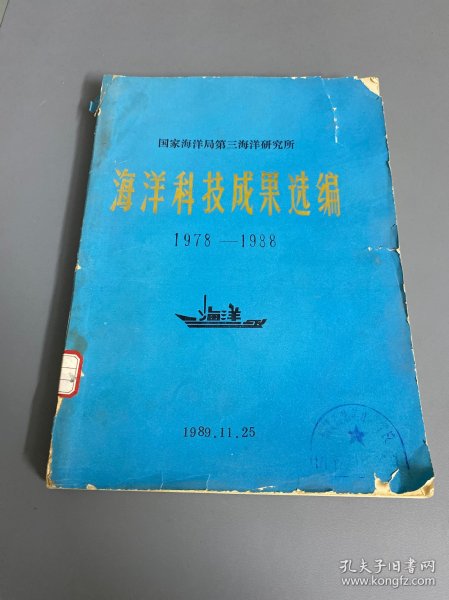 国家海洋局第三海洋研究所
海洋科技成果选编
1978—1988
海洋
1989.11.25
孔夫子旧书网
www.kongfz.com